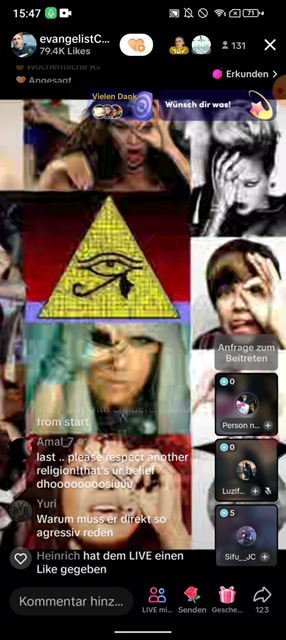 15:47
71
evangelistC...
79.4K Likes
131
Wöchentliche Ra
Angesagt
Erkunden >
Vielen Dank
Wünsch dir was!
Anfrage zum
Beitreten
0
Person n...
0
Luzif...
5
Sifu_JC
from start
Amal_7
last .. please respect another
religion!that's ur belief
Yuri
Warum muss er direkt so
agressiv reden
Heinrich hat dem LIVE einen
Like gegeben
Kommentar hinz...
LIVE mi...
Senden
Gesche...
123